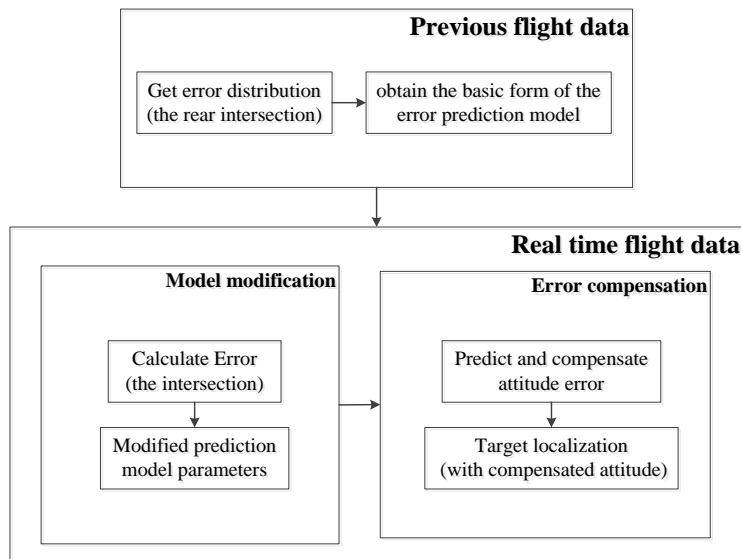 Previous flight data
Get error distribution
(the rear intersection)
obtain the basic form of the
error prediction model
Real time flight data
Model modification
Calculate Error
(the intersection)
Modified prediction
model parameters
Error compensation
Predict and compensate
attitude error
Target localization
(with compensated attitude)